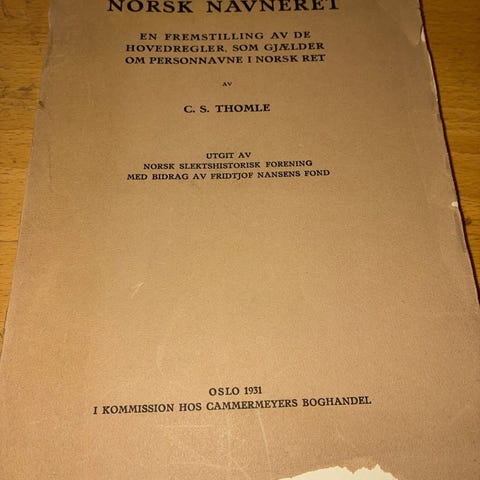 NORSK NAVNERET
EN FREMSTILLING AV DE
HOVEDREGLER, SOM GJÆLDER
OM PERSONNAVNE I NORSK RET
AV
C. S. THOMLE
UTGIT AV
NORSK SLEKTSHISTORISK FORENING
MED BIDRAG AV FRIDTJOF NANSENS FOND
OSLO 1931
I KOMMISSION HOS CAMMERMEYERS BOGHANDEL